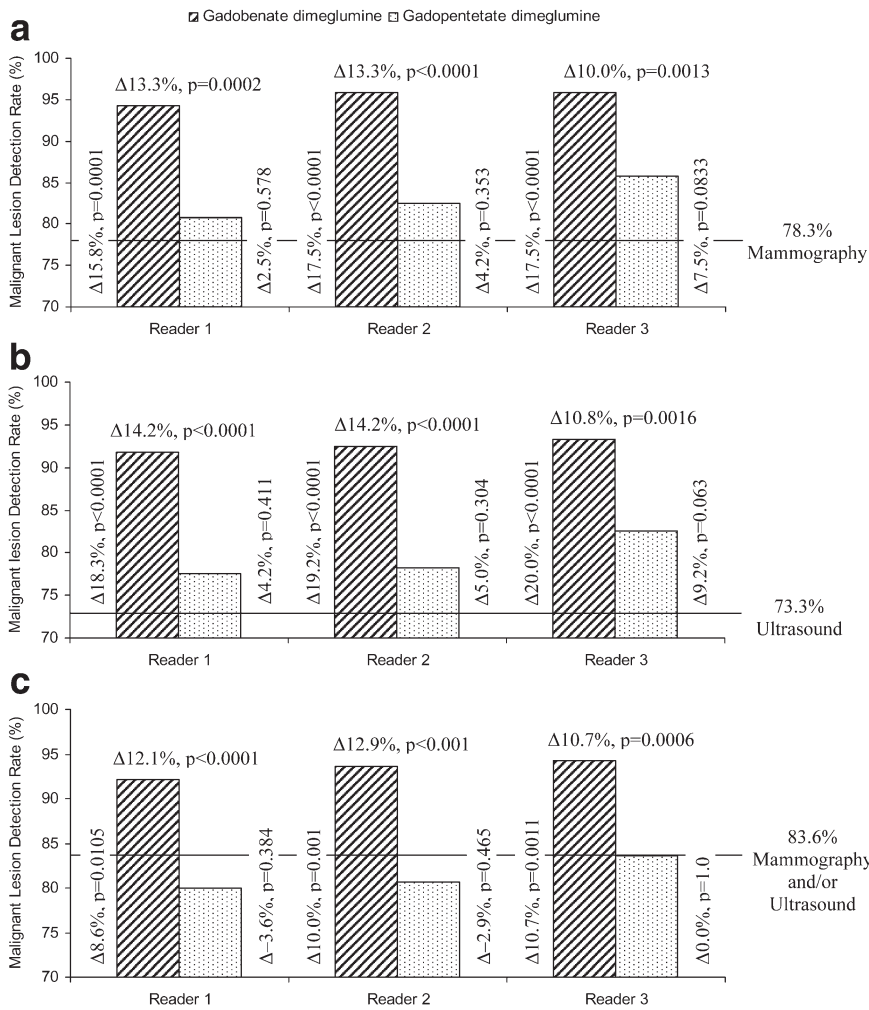 Gadobenate dimeglumine Gadopentetate dimeglumine
a
Malignant Lesion Detection Rate (%)
100
95
90
85
80
75
70
Δ13.3%, p=0.0002
Δ13.3%, p<0.0001
Δ10.0%, p=0.0013
Δ15.8%, p=0.0001
Δ2.5%, p=0.578
Δ17.5%, p<0.0001
Δ4.2%, p=0.353
Δ17.5%, p<0.0001
Δ7.5%, p=0.0833
78.3%
Mammography
Reader 1
Reader 2
Reader 3
b
Malignant lesion Detection Rate (%)
100
95
90
85
80
75
70
Δ14.2%, p<0.0001
Δ14.2%, p<0.0001
Δ10.8%, p=0.0016
Δ18.3%, p<0.0001
Δ4.2%, p=0.411
Δ19.2%, p<0.0001
Δ5.0%, p=0.304
Δ20.0%, p<0.0001
Δ9.2%, p=0.063
73.3%
Ultrasound
Reader 1
Reader 2
Reader 3
c
Malignant Lesion Detection Rate (%)
100
95
90
85
80
75
70
Δ12.1%, p<0.0001
Δ12.9%, p<0.001
Δ10.7%, p=0.0006
Δ8.6%, p=0.0105
Δ−3.6%, p=0.384
Δ10.0%, p=0.001
Δ−2.9%, p=0.465
Δ10.7%, p=0.0011
Δ0.0%, p=1.0
83.6%
Mammography
and/or
Ultrasound
Reader 1
Reader 2
Reader 3